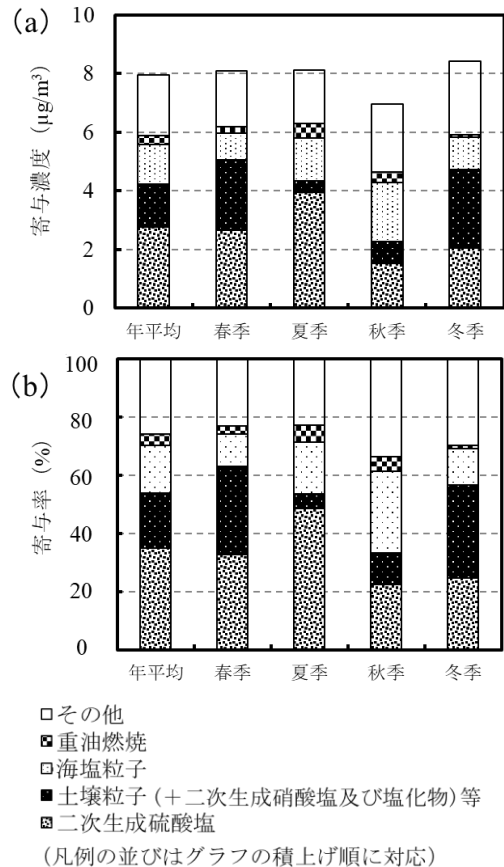 (a)
10
8
6
4
2
0
寄与濃度 (μg/m³)
年平均 春季 夏季 秋季 冬季
(b)
100
80
60
40
20
0
寄与率 (%)
年平均 春季 夏季 秋季 冬季
その他
重油燃焼
海塩粒子
土壌粒子(+二次生成硝酸塩及び塩化物)等
二次生成硫酸塩
(凡例の並びはグラフの積上げ順に対応)